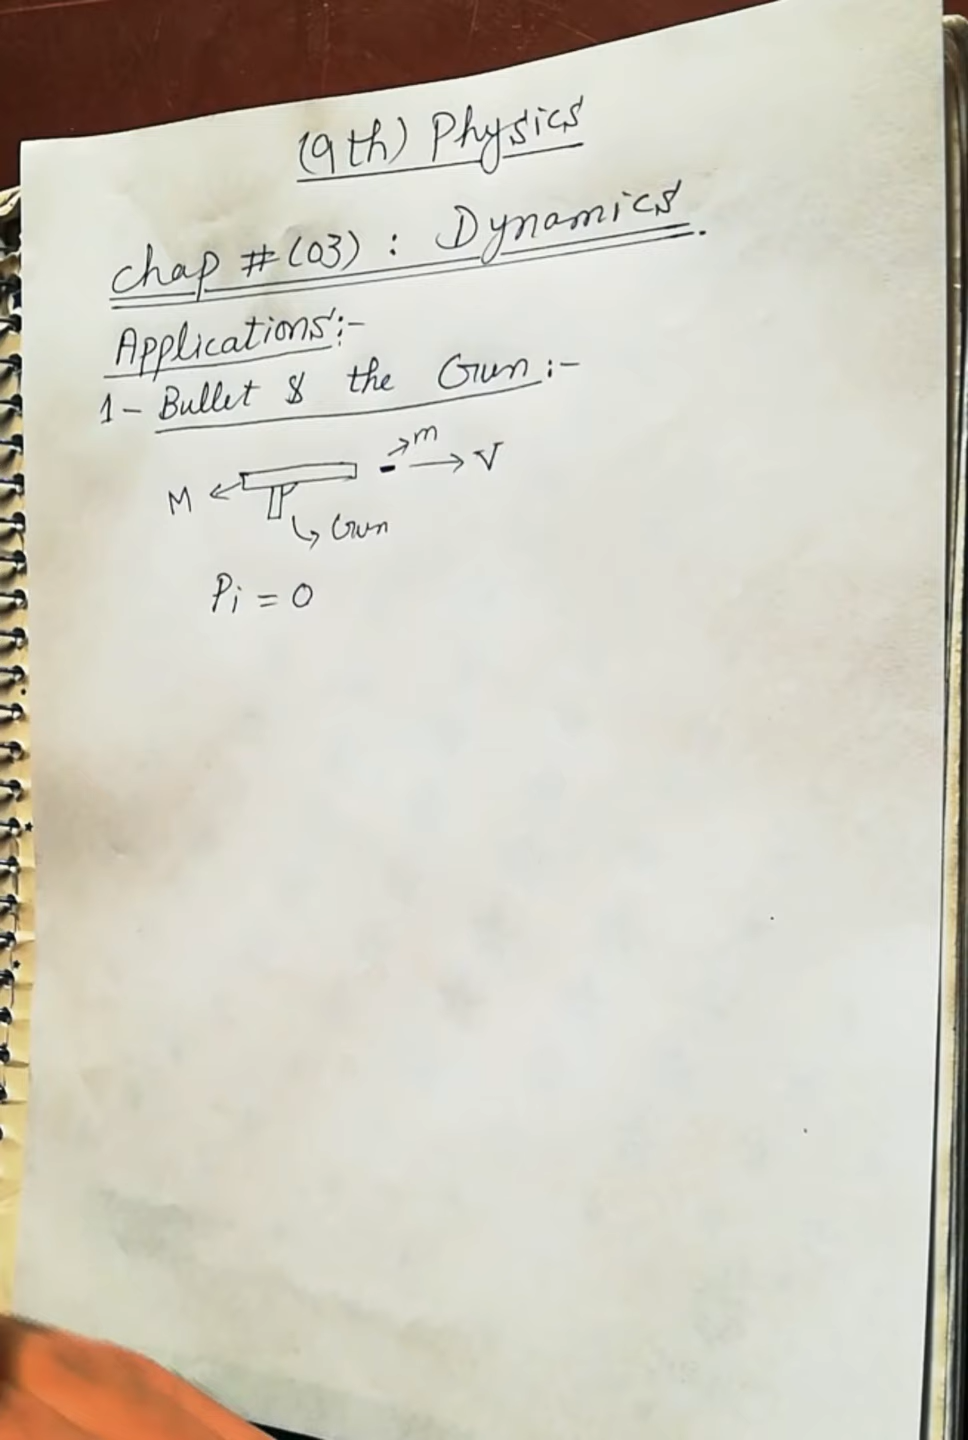 (9th) Physics
Chap # (03) : Dynamics.
Applications:-
1- Bullet & the Gun :-
m
V
M
Gun
Pi = 0